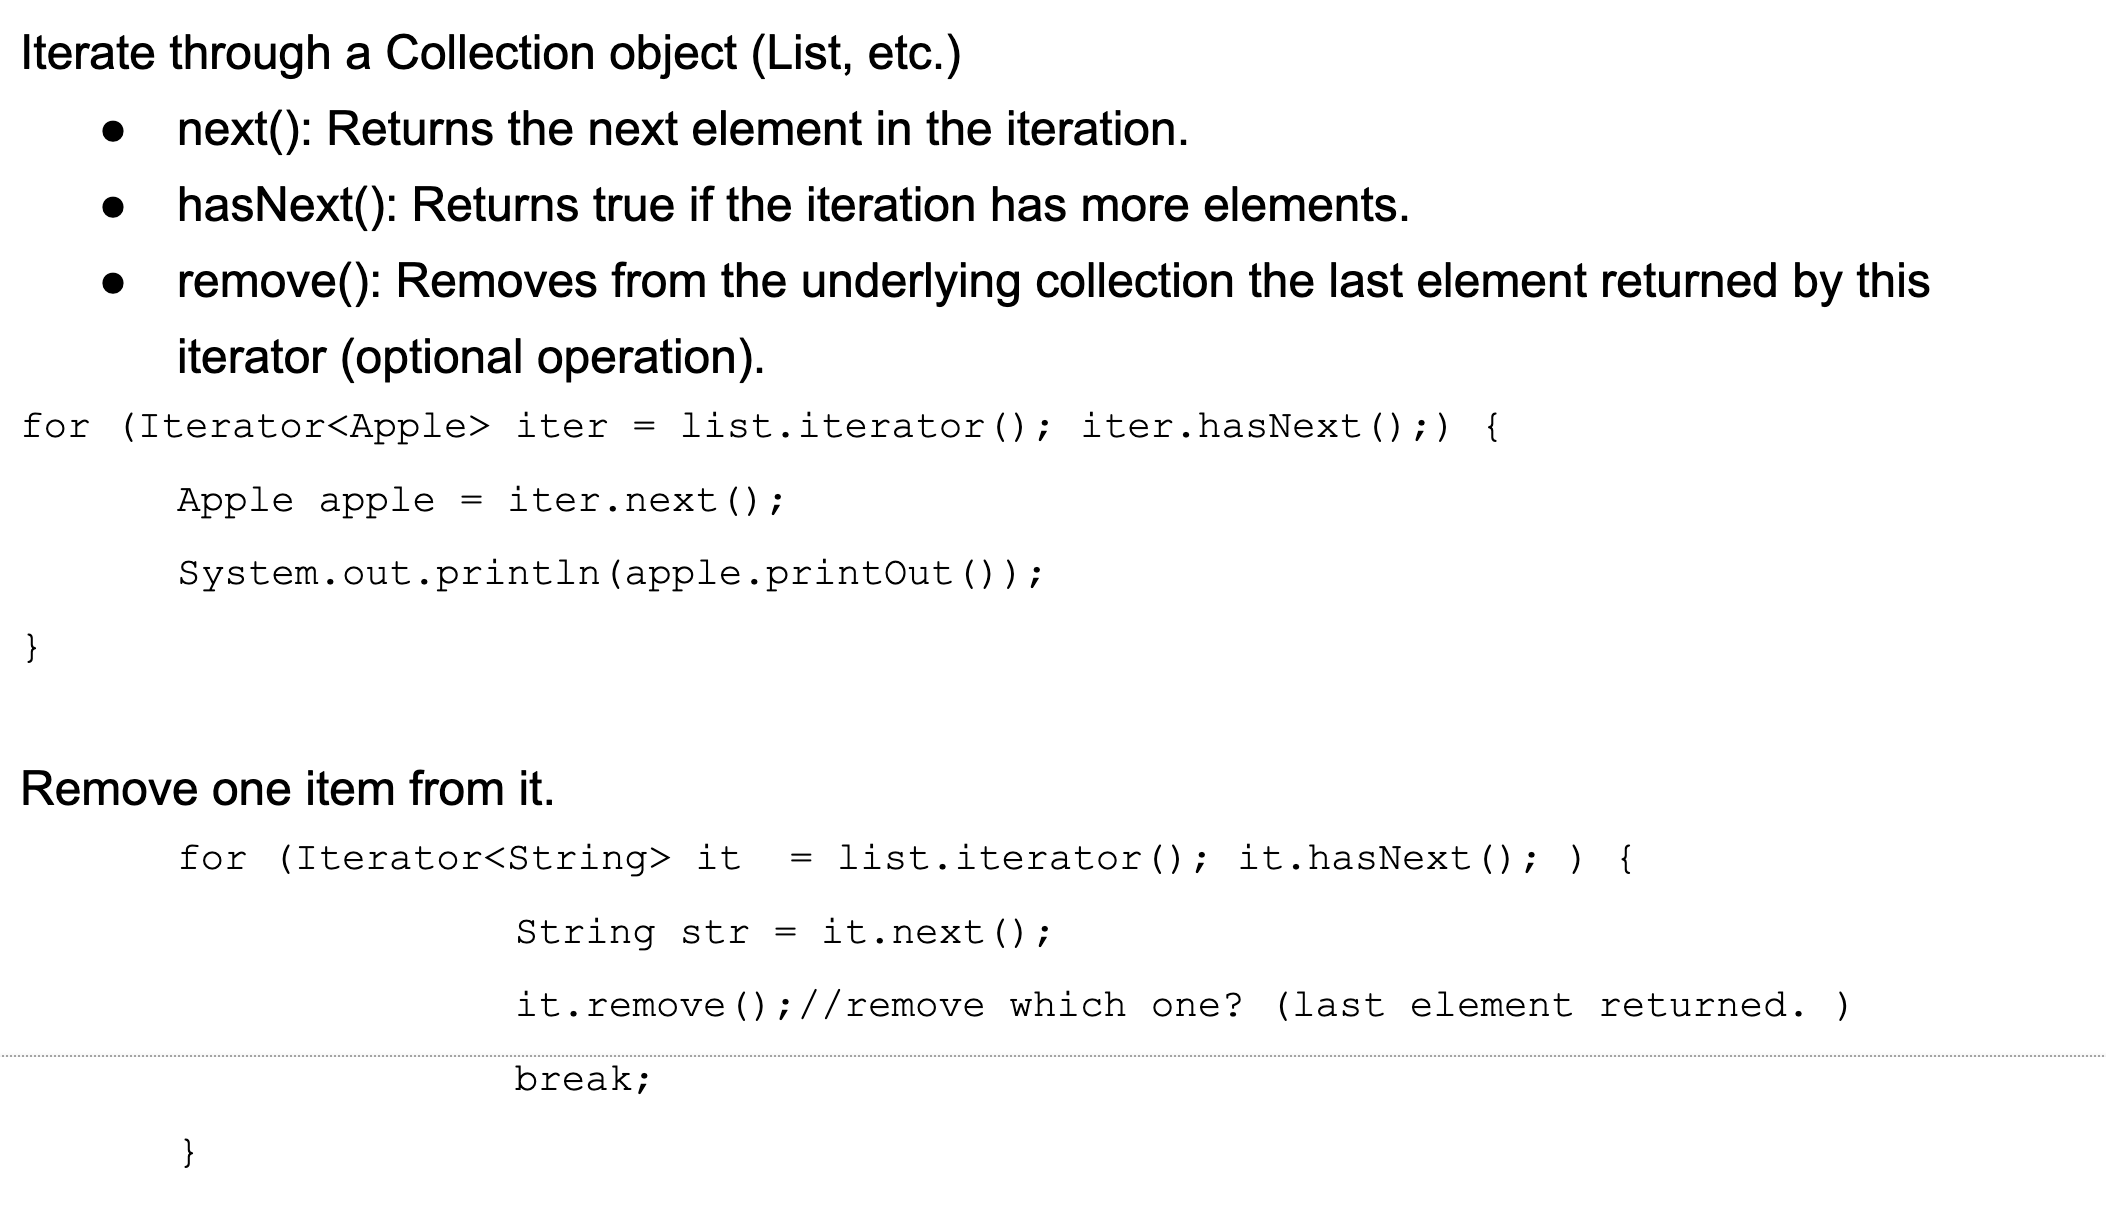 Iterate through a Collection object (List, etc.)
● next(): Returns the next element in the iteration.
● hasNext(): Returns true if the iteration has more elements.
● remove(): Removes from the underlying collection the last element returned by this
iterator (optional operation).
for (Iterator<Apple> iter = list.iterator(); iter.hasNext();) {
Apple apple = iter.next();
System.out.println(apple.printOut());
}
Remove one item from it.
for (Iterator<String> it  = list.iterator(); it.hasNext(); ) {
String str = it.next();
it.remove();//remove which one? (last element returned. )
break;
}